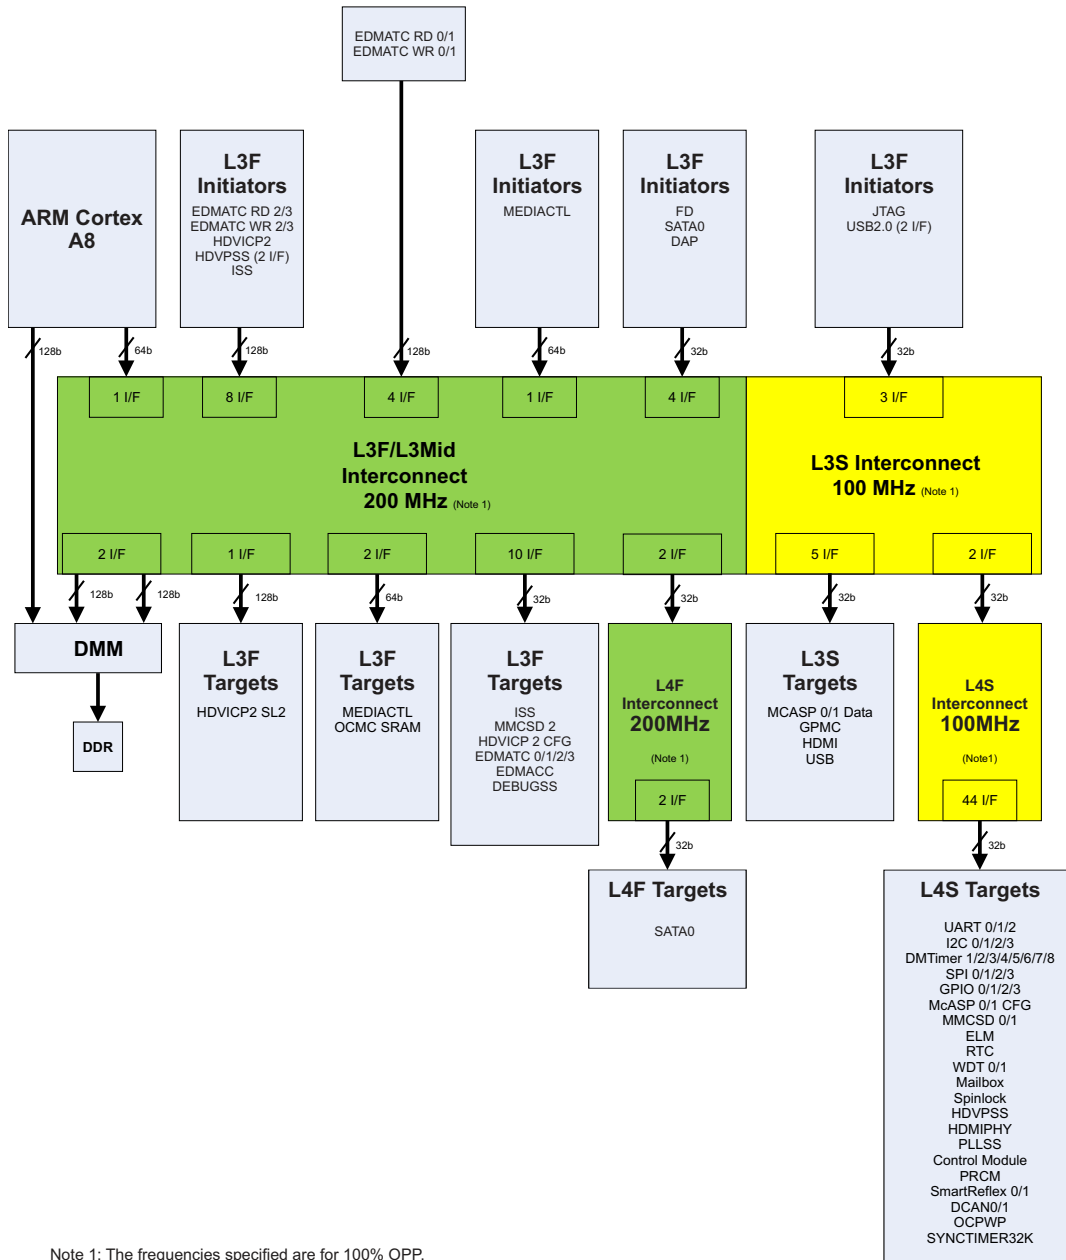 EDMATC RD 0/1
EDMATC WR 0/1
ARM Cortex
A8
L3F
Initiators
EDMATC RD 2/3
EDMATC WR 2/3
HDVICP2
HDVPSS (2 I/F)
ISS
L3F
Initiators
MEDIACTL
L3F
Initiators
FD
SATA0
DAP
L3F
Initiators
JTAG
USB2.0 (2 I/F)
128b
64b
128b
128b
64b
32b
32b
1 I/F
8 I/F
4 I/F
1 I/F
4 I/F
3 I/F
L3F/L3Mid
Interconnect
200 MHz (Note 1)
L3S Interconnect
100 MHz (Note 1)
2 I/F
1 I/F
2 I/F
10 I/F
2 I/F
5 I/F
2 I/F
128b
128b
128b
64b
32b
32b
32b
32b
DMM
DDR
L3F
Targets
HDVICP2 SL2
L3F
Targets
MEDIACTL
OCMC SRAM
L3F
Targets
ISS
MMCSD 2
HDVICP 2 CFG
EDMATC 0/1/2/3
EDMACC
DEBUGSS
L4F
Interconnect
200MHz
(Note 1)
2 I/F
L3S
Targets
MCASP 0/1 Data
GPMC
HDMI
USB
L4S
Interconnect
100MHz
(Note1)
44 I/F
32b
32b
L4F Targets
SATA0
L4S Targets
UART 0/1/2
I2C 0/1/2/3
DMTimer 1/2/3/4/5/6/7/8
SPI 0/1/2/3
GPIO 0/1/2/3
McASP 0/1 CFG
MMCSD 0/1
ELM
RTC
WDT 0/1
Mailbox
Spinlock
HDVPSS
HDMIPHY
PLLSS
Control Module
PRCM
SmartReflex 0/1
DCAN0/1
OCPWP
SYNCTIMER32K
Note 1: The frequencies specified are for 100% OPP.